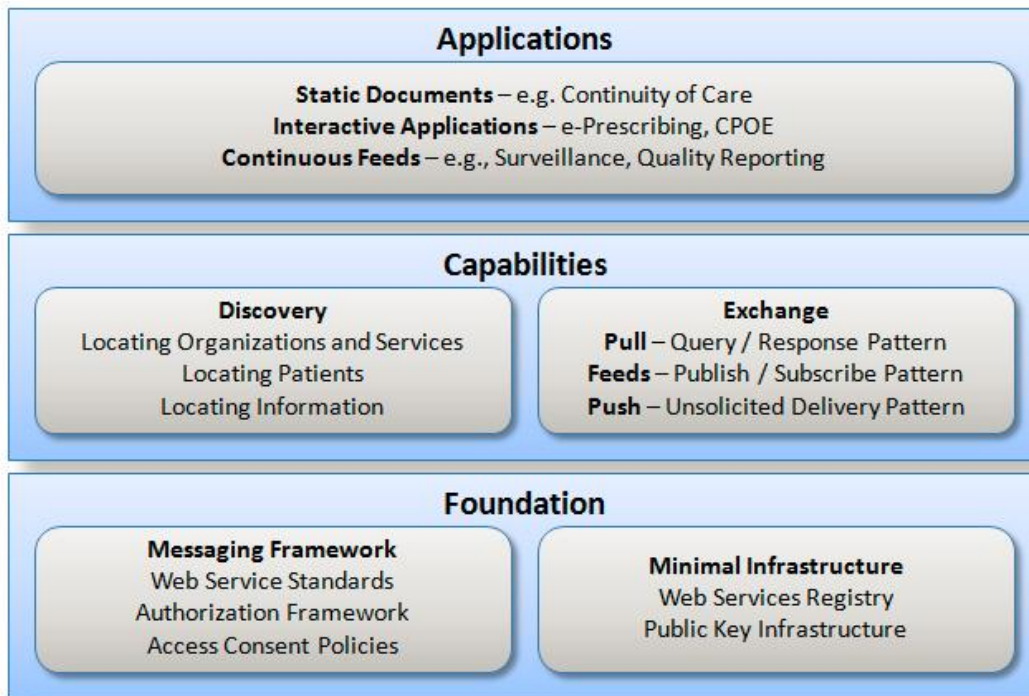 Applications
Static Documents – e.g. Continuity of Care
Interactive Applications – e-Prescribing, CPOE
Continuous Feeds – e.g., Surveillance, Quality Reporting
Capabilities
Discovery
Locating Organizations and Services
Locating Patients
Locating Information
Exchange
Pull – Query / Response Pattern
Feeds – Publish / Subscribe Pattern
Push – Unsolicited Delivery Pattern
Foundation
Messaging Framework
Web Service Standards
Authorization Framework
Access Consent Policies
Minimal Infrastructure
Web Services Registry
Public Key Infrastructure